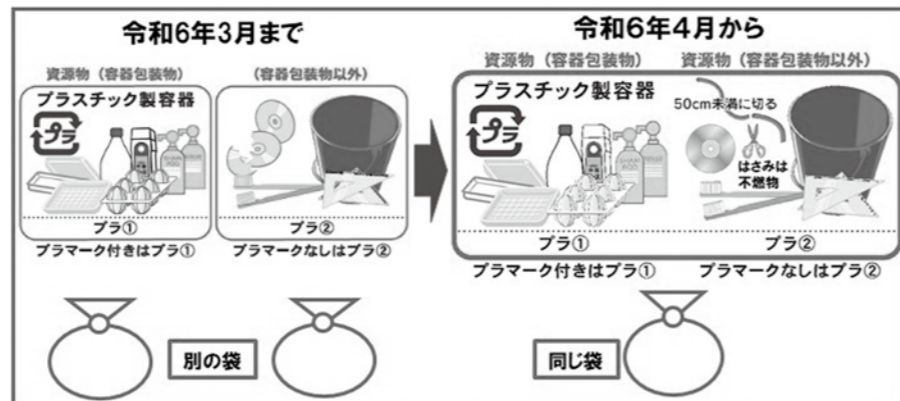 令和6年3月まで
資源物（容器包装物）
（容器包装物以外）
プラスチック製容器
プラ
プラ①
プラ②
プラマーク付きはプラ①
プラマークなしはプラ②
別の袋
令和6年4月から
資源物（容器包装物）
資源物（容器包装物以外）
プラスチック製容器
プラ
50cm未満に切る
はさみは
不燃物
プラ①
プラ②
プラマーク付きはプラ①
プラマークなしはプラ②
同じ袋